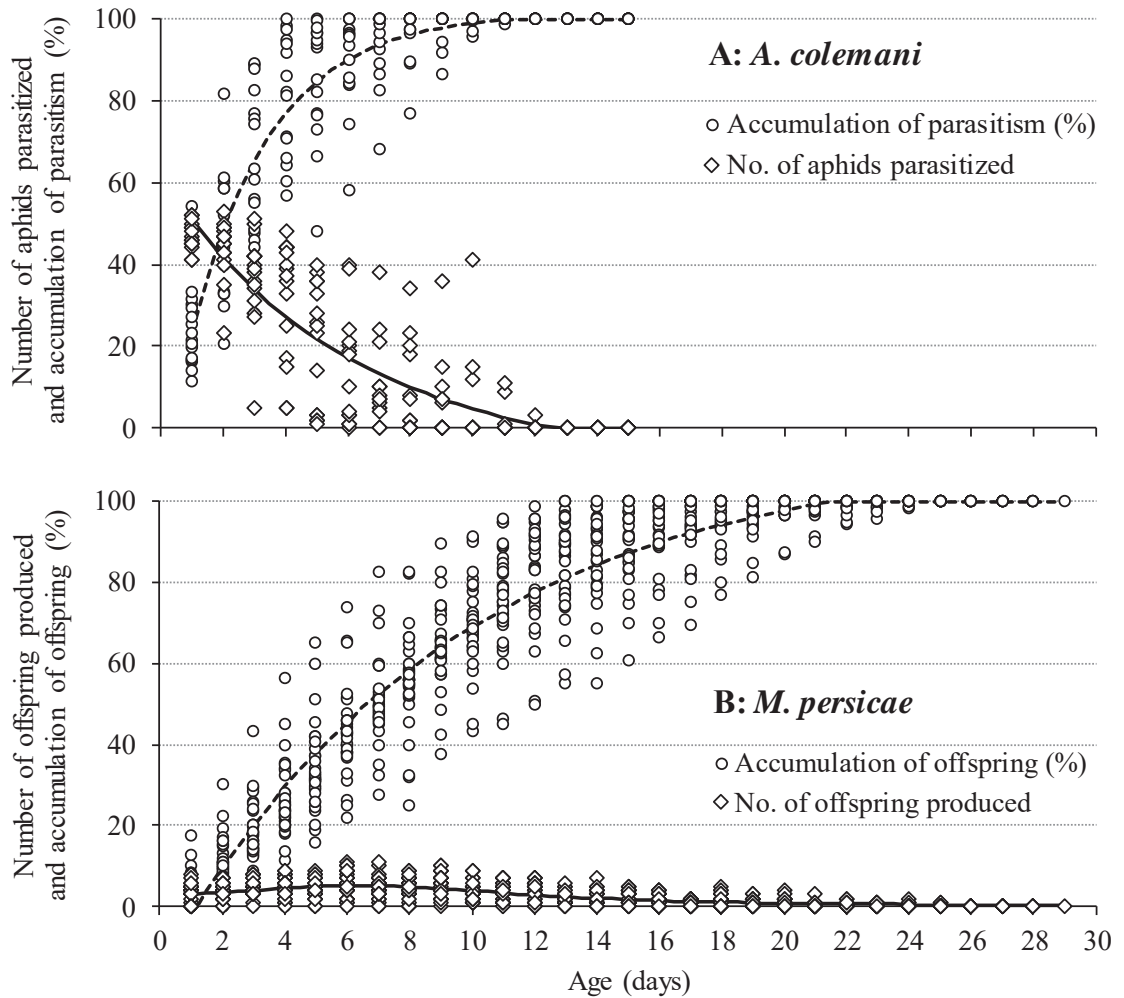 Number of aphids parasitized
and accumulation of parasitism (%)
100
80
60
40
20
0
A: A. colemani
Accumulation of parasitism (%)
No. of aphids parasitized
Number of offspring produced
and accumulation of offspring (%)
100
80
60
40
20
0
B: M. persicae
Accumulation of offspring (%)
No. of offspring produced
0 2 4 6 8 10 12 14 16 18 20 22 24 26 28 30
Age (days)